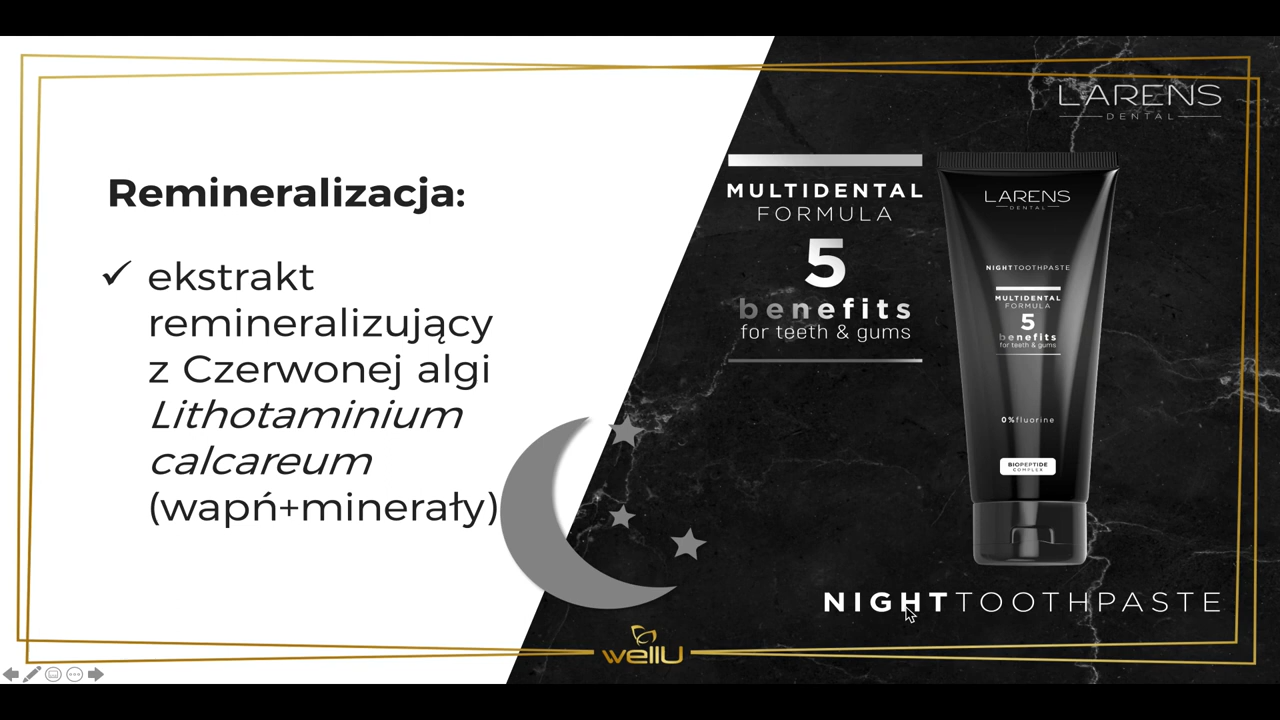 Remineralizacja:
✓ ekstrakt
remineralizujący
z Czerwonej algi
Lithotaminium
calcareum
(wapń+minerały)
LARENS
DENTAL
MULTIDENTAL
FORMULA
5
benefits
for teeth & gums
LARENS
DENTAL
NIGHTTOOTHPASTE
MULTIDENTAL
FORMULA
5
benefits
for teeth & gums
0%fluorine
BIOPEPTIDE
COMPLEX
NIGHTTOOTHPASTE
wellU